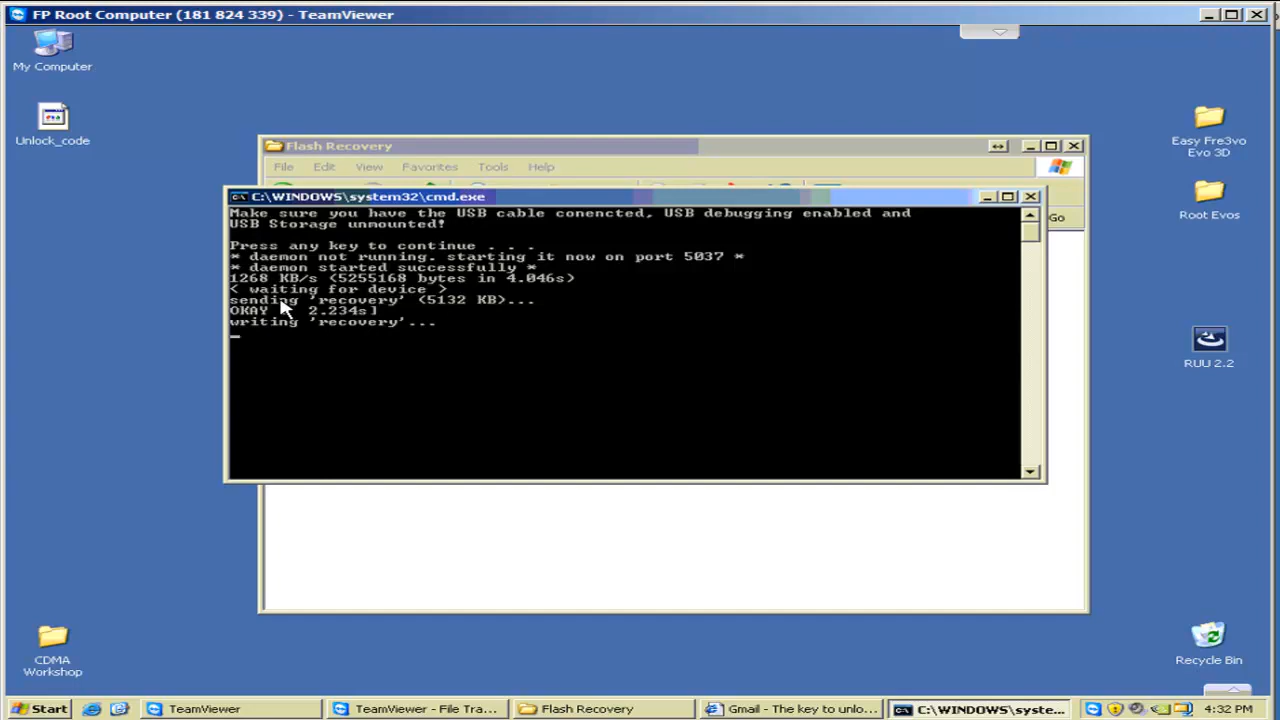 FP Root Computer (181 824 339) - TeamViewer
My Computer
Unlock_code
Easy Fre3vo
Evo 3D
Root Evos
RUU 2.2
CDMA
Workshop
Recycle Bin
Flash Recovery
File Edit View Favorites Tools Help
Go
C:\WINDOWS\system32\cmd.exe
Make sure you have the USB cable conencted, USB debugging enabled and
USB Storage unmounted!
Press any key to continue . . .
* daemon not running. starting it now on port 5037 *
* daemon started successfully *
1268 KB/s (5255168 bytes in 4.046s)
< waiting for device >
sending 'recovery' (5132 KB)...
OKAY 2.234s]
writing 'recovery'...
Start TeamViewer TeamViewer - File Tra... Flash Recovery Gmail - The key to unlo... C:\WINDOWS\syste... 4:32 PM